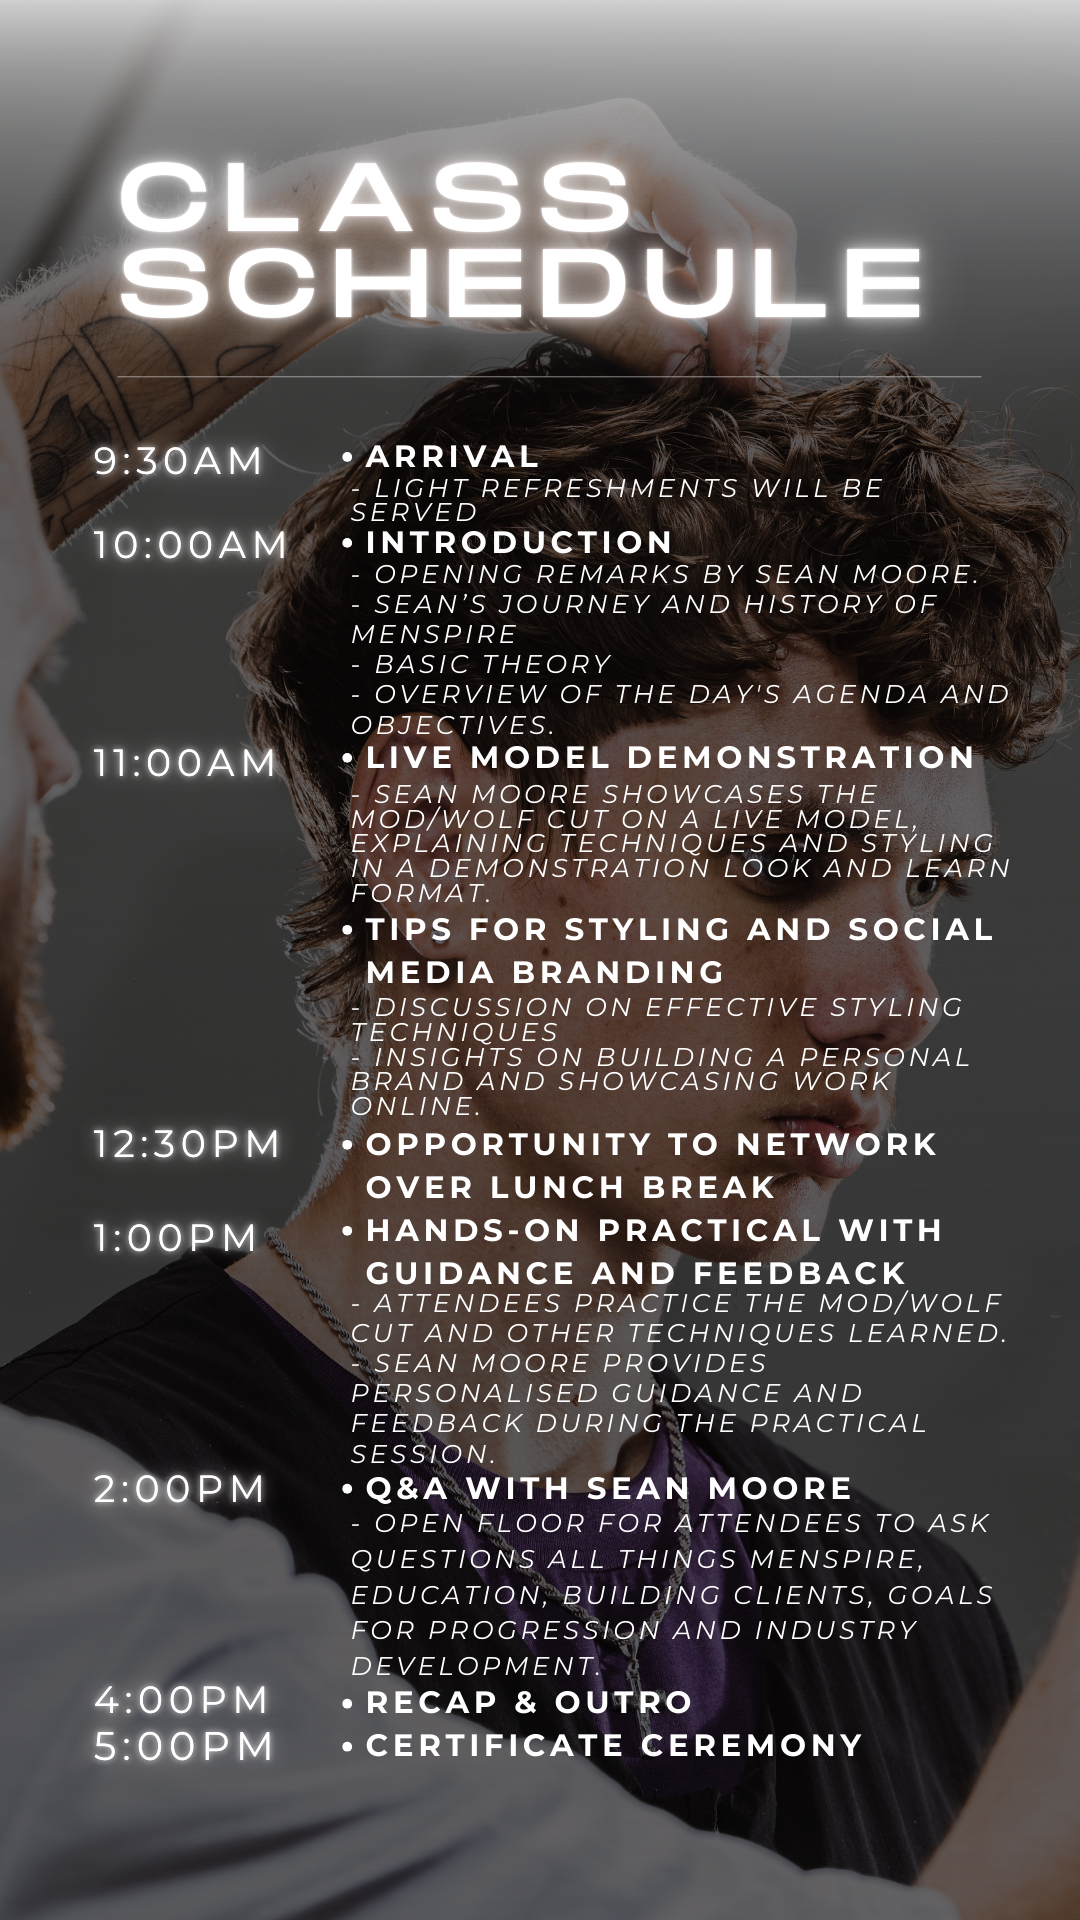 CLASS
SCHEDULE
9:30AM
• ARRIVAL
- LIGHT REFRESHMENTS WILL BE
SERVED
10:00AM
• INTRODUCTION
- OPENING REMARKS BY SEAN MOORE.
- SEAN’S JOURNEY AND HISTORY OF
MENSPIRE
- BASIC THEORY
- OVERVIEW OF THE DAY'S AGENDA AND
OBJECTIVES.
11:00AM
• LIVE MODEL DEMONSTRATION
- SEAN MOORE SHOWCASES THE
MOD/WOLF CUT ON A LIVE MODEL,
EXPLAINING TECHNIQUES AND STYLING
IN A DEMONSTRATION LOOK AND LEARN
FORMAT.
• TIPS FOR STYLING AND SOCIAL
MEDIA BRANDING
- DISCUSSION ON EFFECTIVE STYLING
TECHNIQUES
- INSIGHTS ON BUILDING A PERSONAL
BRAND AND SHOWCASING WORK
ONLINE.
12:30PM
• OPPORTUNITY TO NETWORK
OVER LUNCH BREAK
1:00PM
• HANDS-ON PRACTICAL WITH
GUIDANCE AND FEEDBACK
- ATTENDEES PRACTICE THE MOD/WOLF
CUT AND OTHER TECHNIQUES LEARNED.
- SEAN MOORE PROVIDES
PERSONALISED GUIDANCE AND
FEEDBACK DURING THE PRACTICAL
SESSION.
2:00PM
• Q&A WITH SEAN MOORE
- OPEN FLOOR FOR ATTENDEES TO ASK
QUESTIONS ALL THINGS MENSPIRE,
EDUCATION, BUILDING CLIENTS, GOALS
FOR PROGRESSION AND INDUSTRY
DEVELOPMENT.
4:00PM
• RECAP & OUTRO
5:00PM
• CERTIFICATE CEREMONY